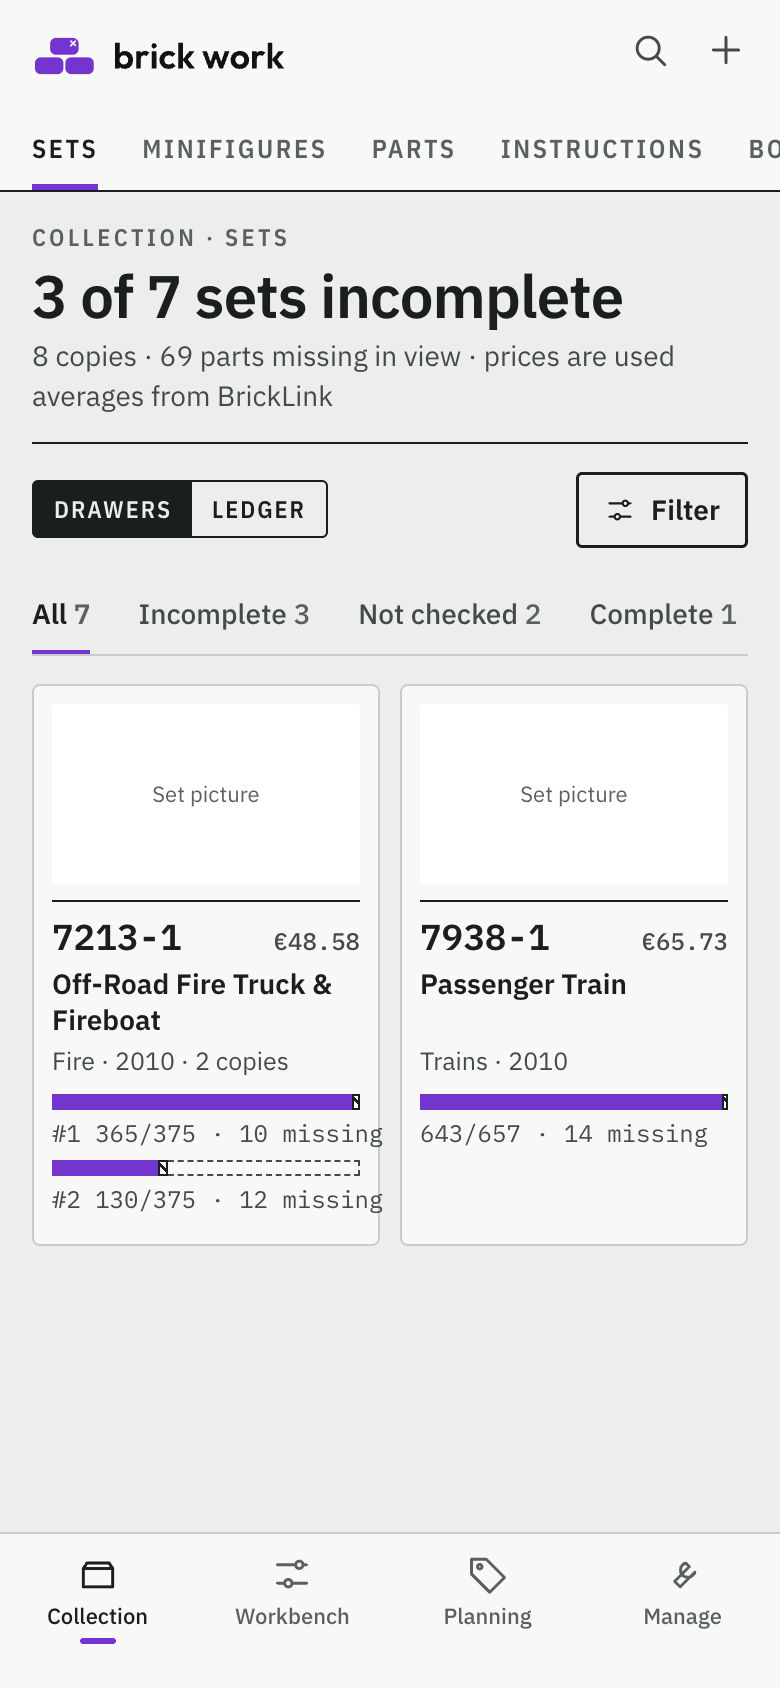 brick work
SETS MINIFIGURES PARTS INSTRUCTIONS BO
COLLECTION · SETS
3 of 7 sets incomplete
8 copies · 69 parts missing in view · prices are used
averages from BrickLink
DRAWERS LEDGER Filter
All 7 Incomplete 3 Not checked 2 Complete 1
Set picture Set picture
7213-1 €48.58 7938-1 €65.73
Off-Road Fire Truck & Passenger Train
Fireboat
Fire · 2010 · 2 copies Trains · 2010
#1 365/375 · 10 missing 643/657 · 14 missing
#2 130/375 · 12 missing
Collection Workbench Planning Manage